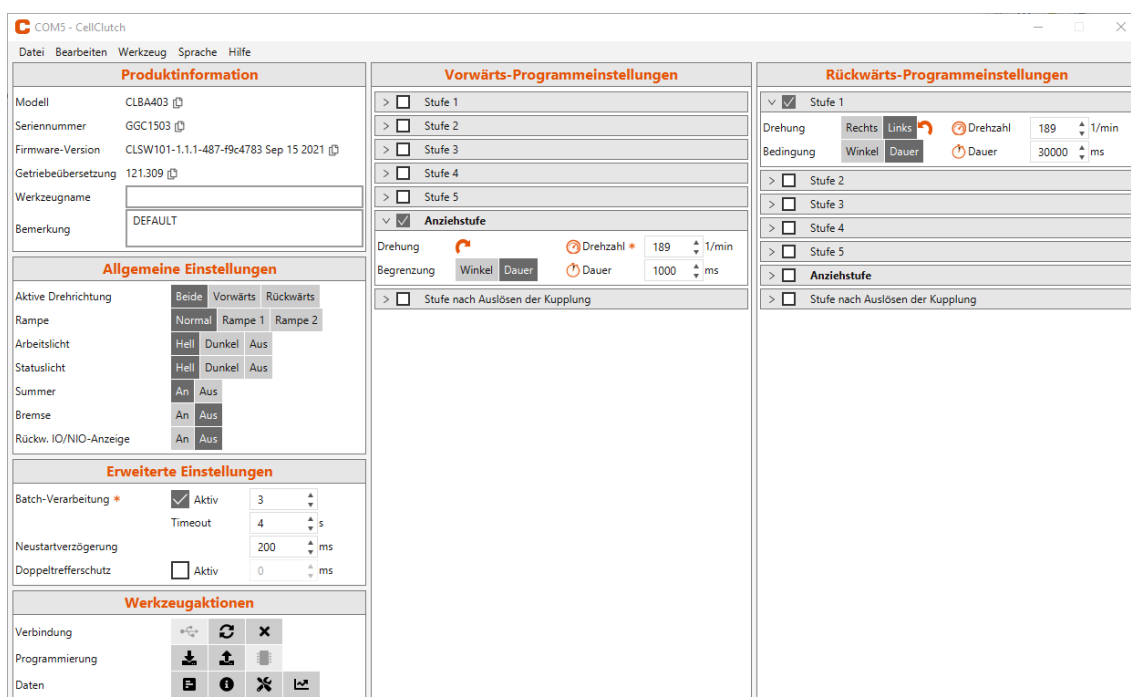 COM5 - CellClutch
Datei Bearbeiten Werkzeug Sprache Hilfe
Produktinformation
Modell CLBA403
Seriennummer GGC1503
Firmware-Version CLSW101-1.1.1-487-f9c4783 Sep 15 2021
Getriebeübersetzung 121.309
Werkzeugname
Bemerkung DEFAULT
Allgemeine Einstellungen
Aktive Drehrichtung Beide Vorwärts Rückwärts
Rampe Normal Rampe 1 Rampe 2
Arbeitslicht Hell Dunkel Aus
Statuslicht Hell Dunkel Aus
Summer An Aus
Bremse An Aus
Rückw. IO/NIO-Anzeige An Aus
Erweiterte Einstellungen
Batch-Verarbeitung * Aktiv 3
Timeout 4 s
Neustartverzögerung 200 ms
Doppeltrefferschutz Aktiv 0 ms
Werkzeugaktionen
Verbindung
Programmierung
Daten
Vorwärts-Programmeinstellungen
Stufe 1
Stufe 2
Stufe 3
Stufe 4
Stufe 5
Anziehstufe
Drehung Drehzahl * 189 1/min
Begrenzung Winkel Dauer Dauer 1000 ms
Stufe nach Auslösen der Kupplung
Rückwärts-Programmeinstellungen
Stufe 1
Drehung Rechts Links Drehzahl 189 1/min
Bedingung Winkel Dauer Dauer 30000 ms
Stufe 2
Stufe 3
Stufe 4
Stufe 5
Anziehstufe
Stufe nach Auslösen der Kupplung